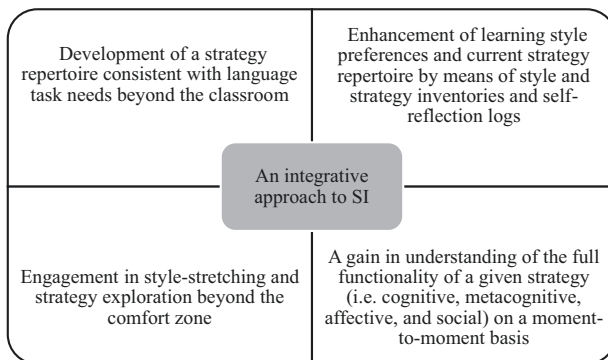 Development of a strategy
repertoire consistent with language
task needs beyond the classroom
Enhancement of learning style
preferences and current strategy
repertoire by means of style and
strategy inventories and self-
reflection logs
An integrative
approach to SI
Engagement in style-stretching and
strategy exploration beyond the
comfort zone
A gain in understanding of the full
functionality of a given strategy
(i.e. cognitive, metacognitive,
affective, and social) on a moment-
to-moment basis